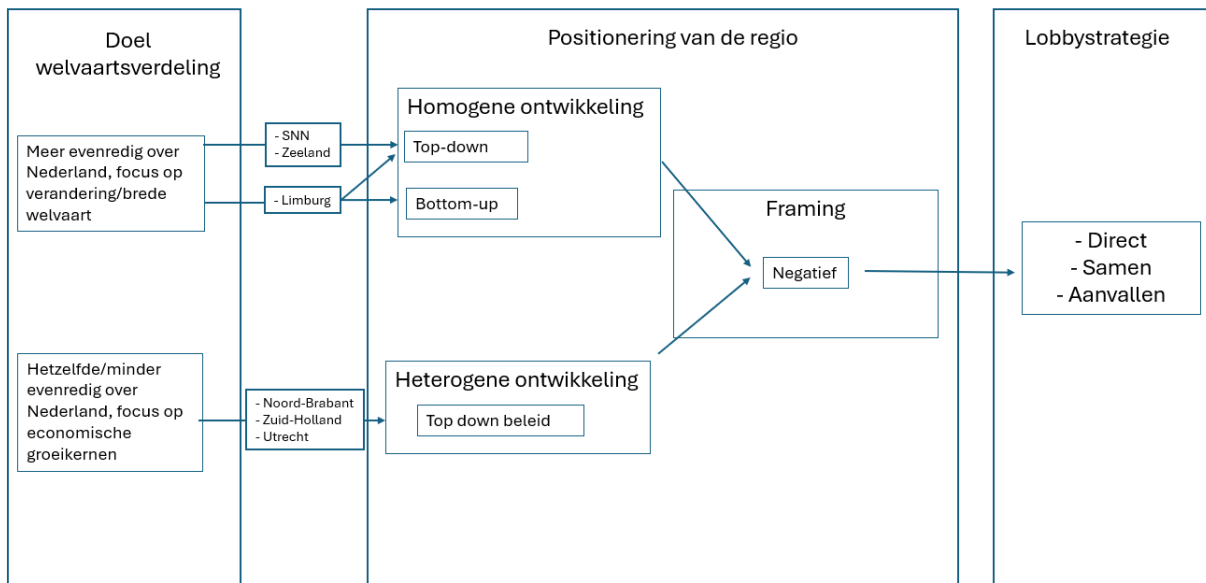 Doel
welvaartsverdeling
Positionering van de regio
Lobbystrategie
Meer evenredig over
Nederland, focus op
verandering/brede
welvaart
- SNN
- Zeeland
- Limburg
Homogene ontwikkeling
Top-down
Bottom-up
Framing
Negatief
- Direct
- Samen
- Aanvallen
Hetzelfde/minder
evenredig over
Nederland, focus op
economische
groeikernen
- Noord-Brabant
- Zuid-Holland
- Utrecht
Heterogene ontwikkeling
Top down beleid